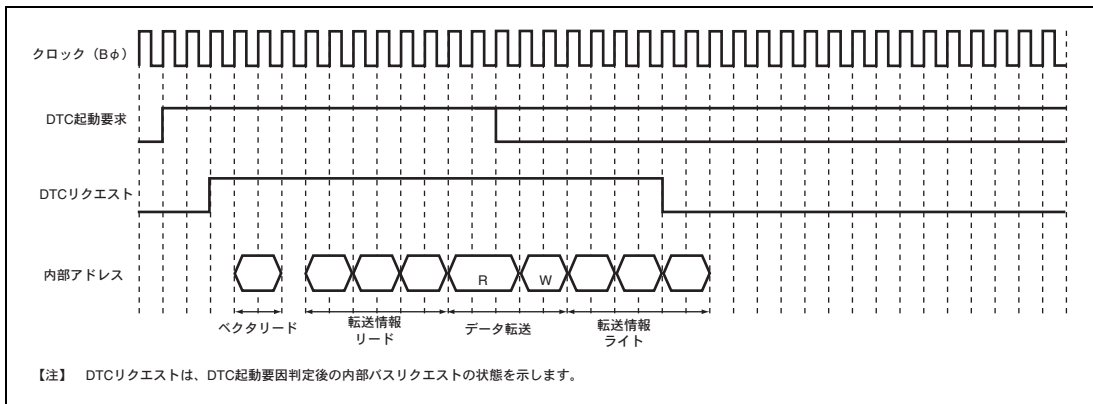 クロック（Bφ）
DTC起動要求
DTCリクエスト
内部アドレス
R
W
ベクタリード
転送情報
リード
データ転送
転送情報
ライト
【注】 DTCリクエストは、DTC起動要因判定後の内部バスリクエストの状態を示します。